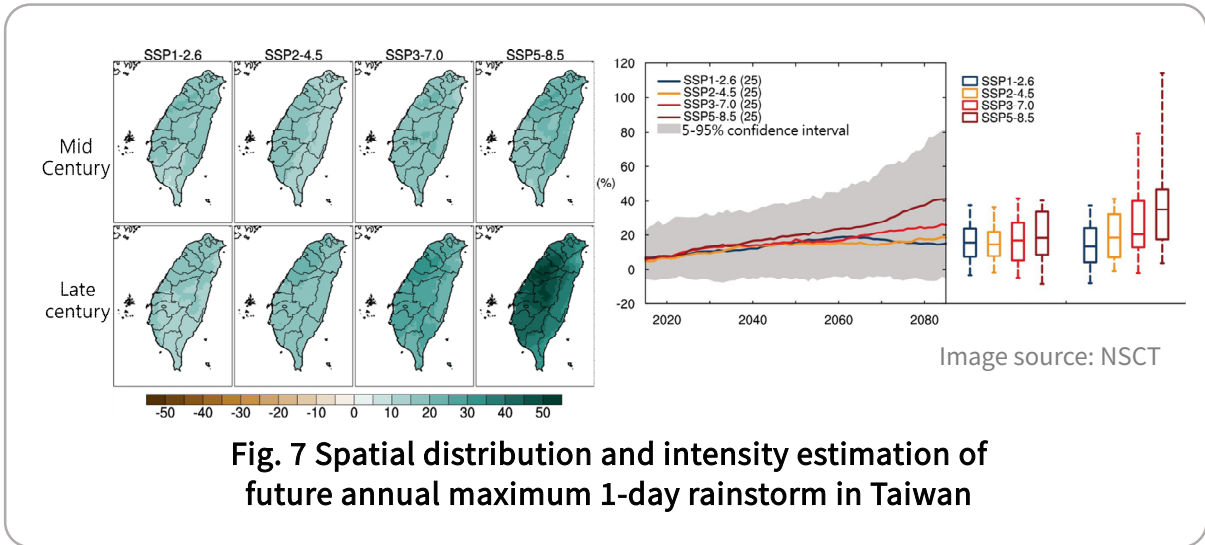 SSP1-2.6 SSP2-4.5 SSP3-7.0 SSP5-8.5
Mid
Century
Late
century
-50 -40 -30 -20 -10 0 10 20 30 40 50
120
100
80
60
40
20
0
-20
(%)
SSP1-2.6 (25)
SSP2-4.5 (25)
SSP3-7.0 (25)
SSP5-8.5 (25)
5-95% confidence interval
2020 2040 2060 2080
SSP1-2.6
SSP2-4.5
SSP3-7.0
SSP5-8.5
Image source: NSCT
Fig. 7 Spatial distribution and intensity estimation of
future annual maximum 1-day rainstorm in Taiwan